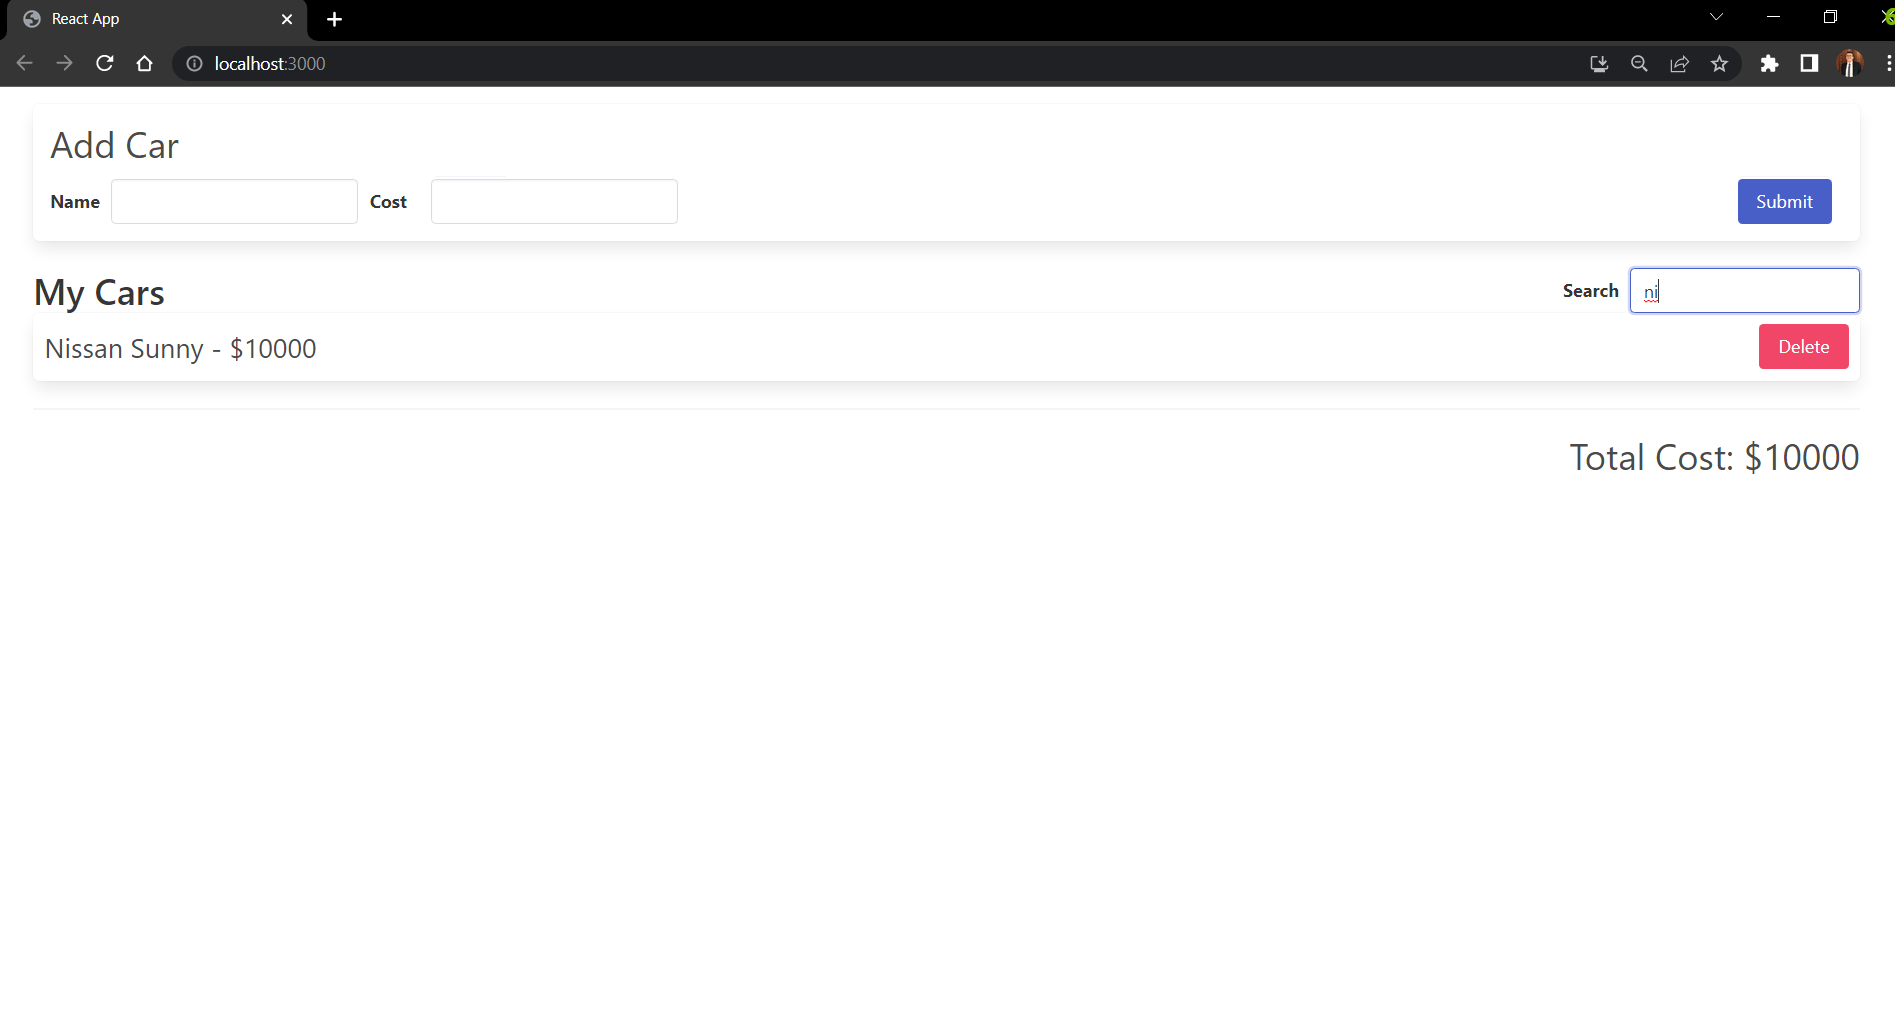 React App
localhost:3000
Add Car
Name Cost Submit
My Cars Search ni
Nissan Sunny - $10000 Delete
Total Cost: $10000